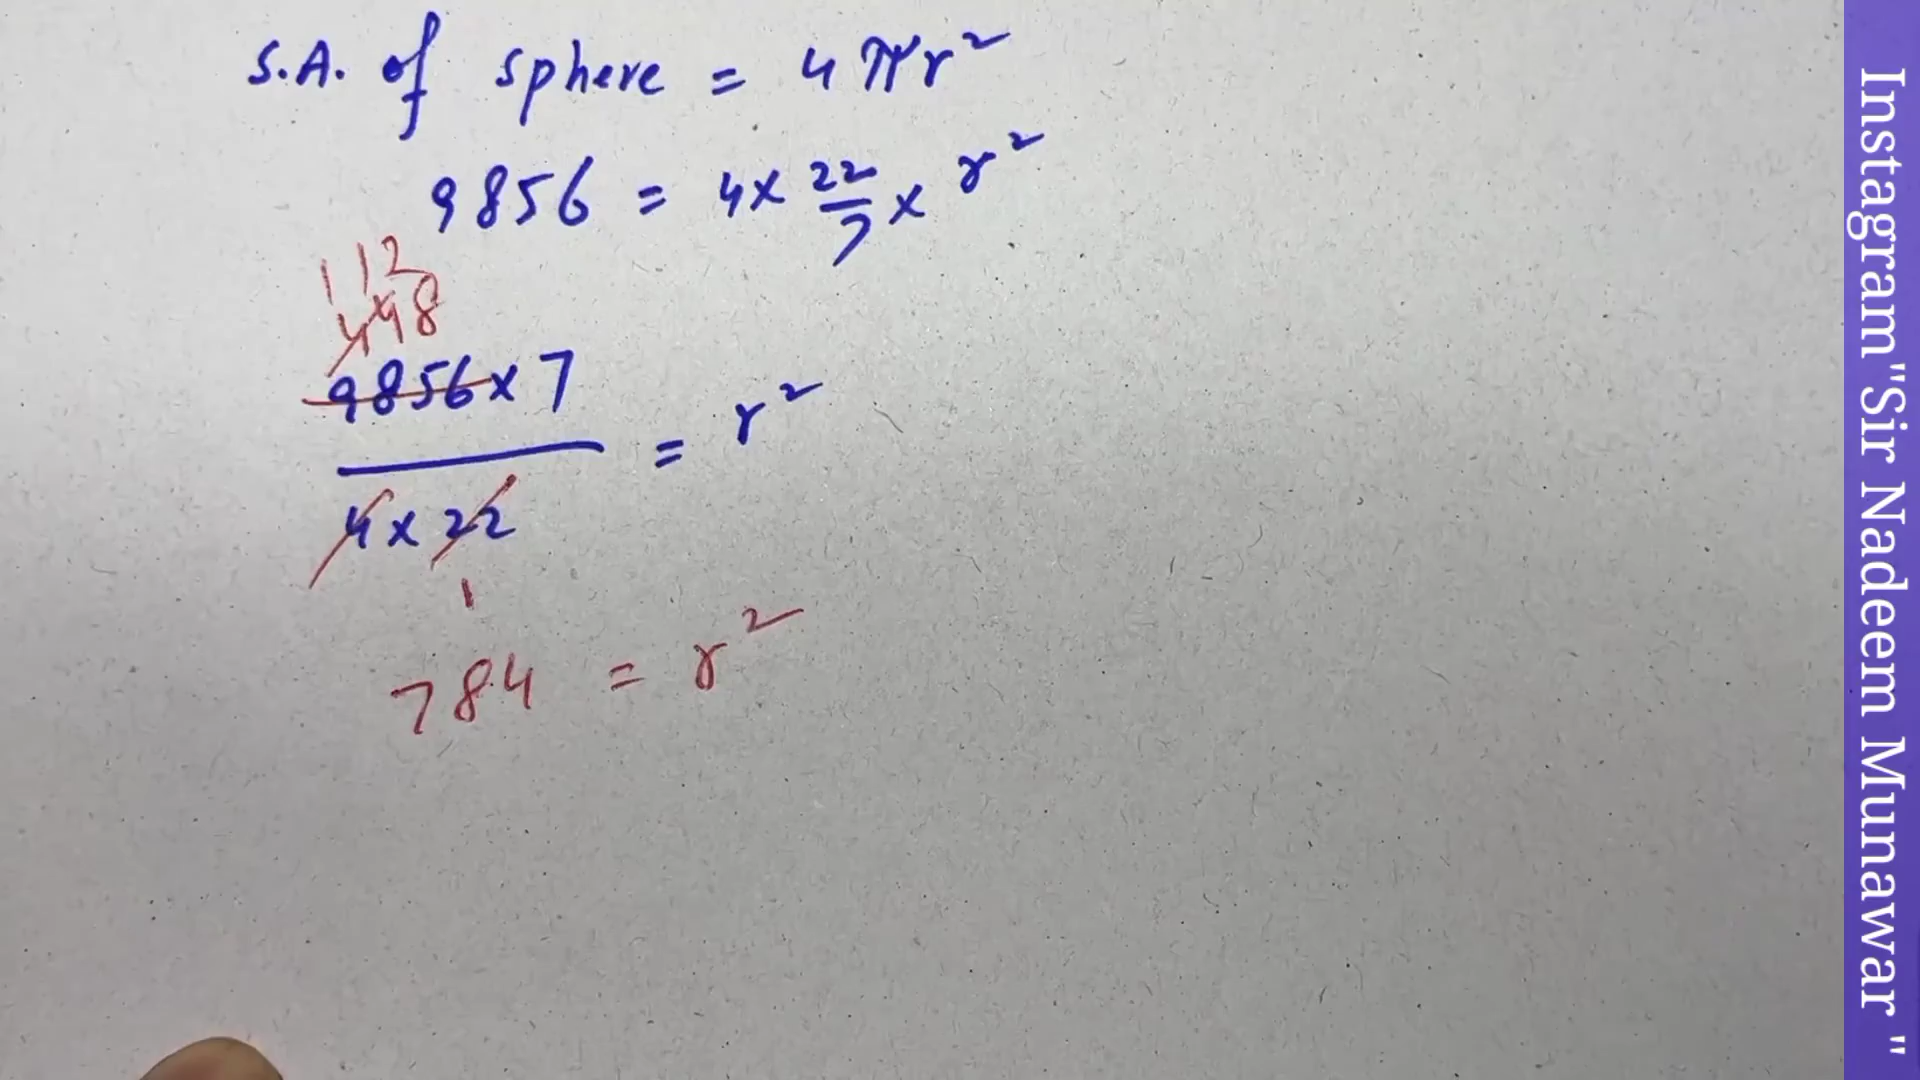 S.A. of sphere = 4πr²
9856 = 4 × 22/7 × r²
112
448
9856 × 7 / 4 × 22 = r²
1
784 = r²
Instagram"Sir Nadeem Munawar"